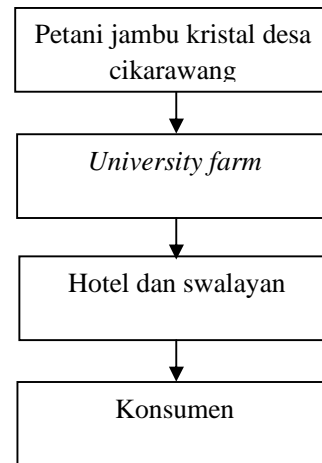 Petani jambu kristal desa
cikarawang
University farm
Hotel dan swalayan
Konsumen